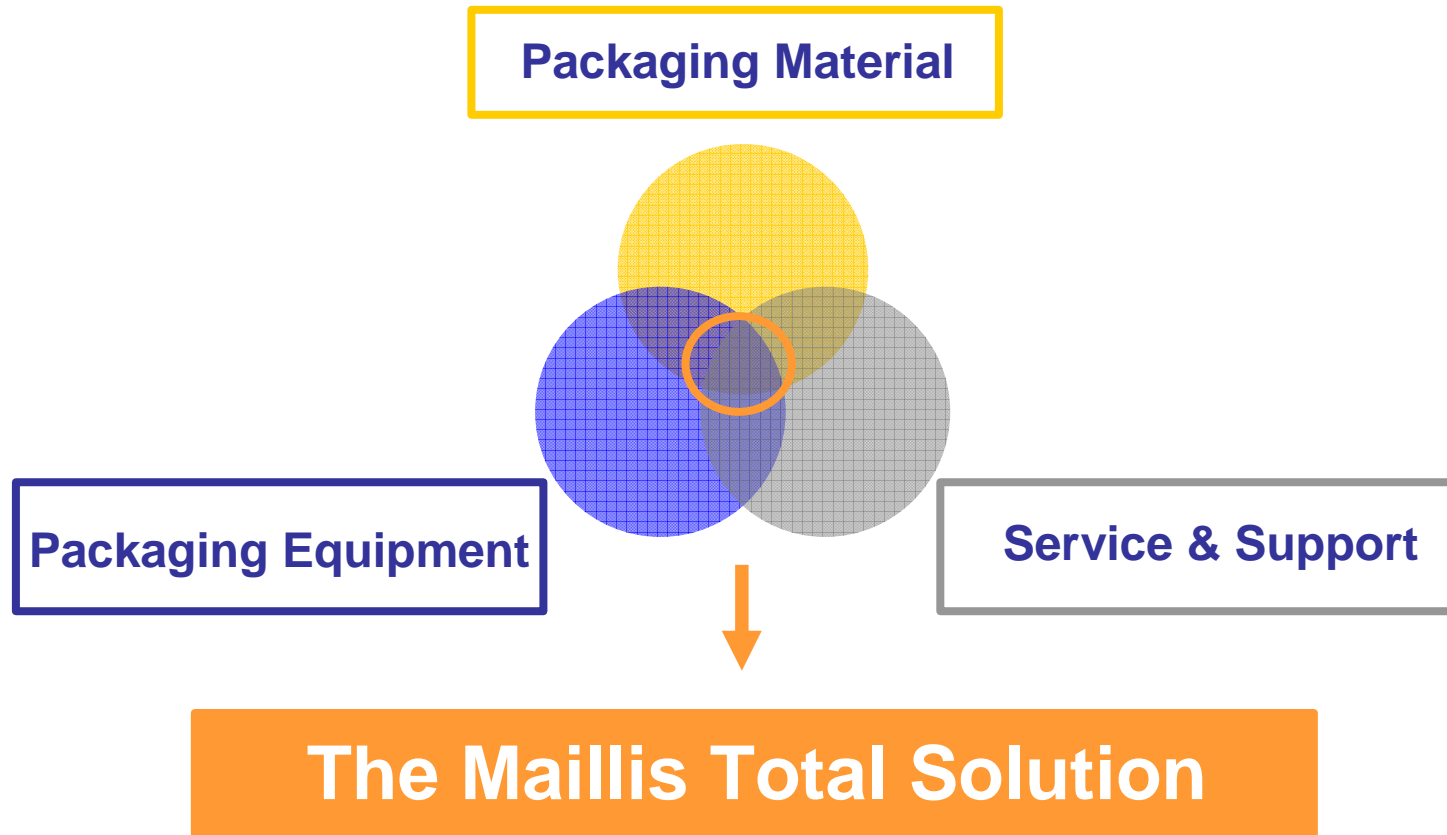 Packaging Material
Packaging Equipment
Service & Support
The Maillis Total Solution